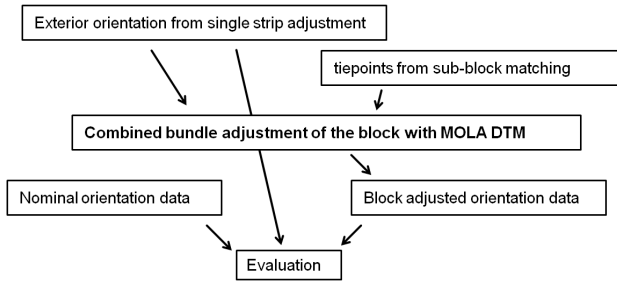 Exterior orientation from single strip adjustment
tiepoints from sub-block matching
Combined bundle adjustment of the block with MOLA DTM
Nominal orientation data
Block adjusted orientation data
Evaluation